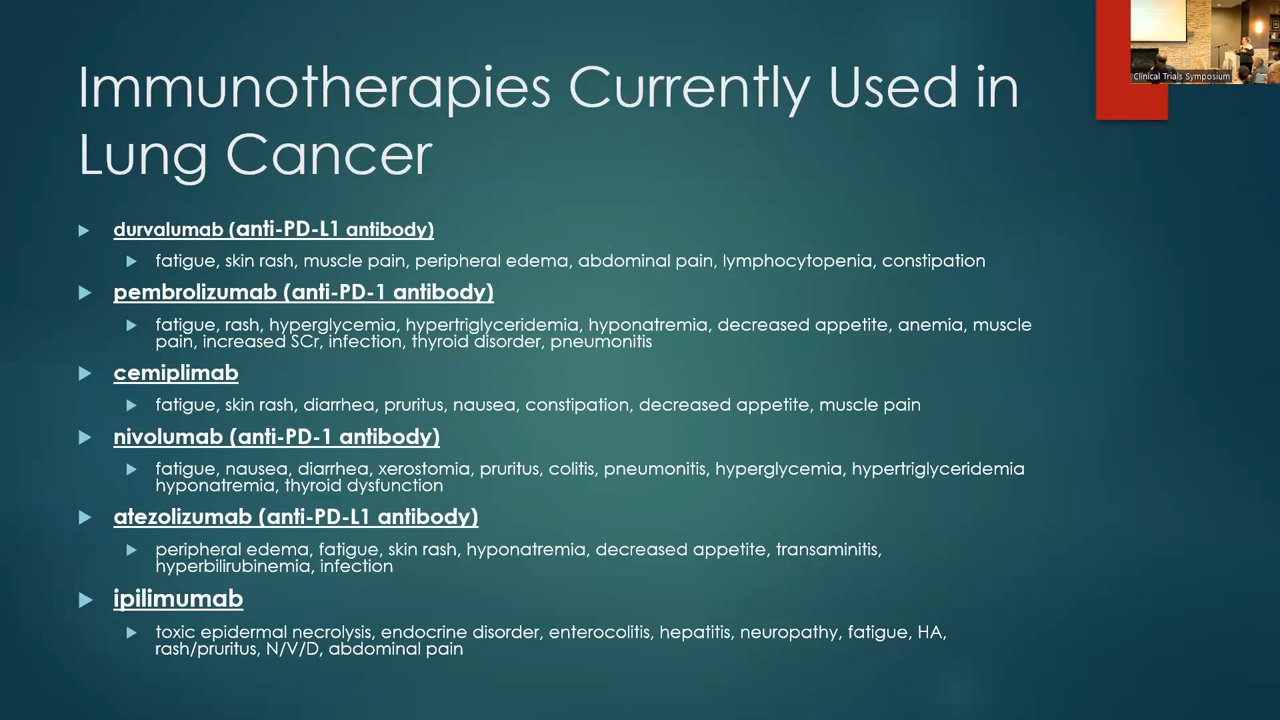 Immunotherapies Currently Used in
Lung Cancer
Clinical Trials Symposium
durvalumab (anti-PD-L1 antibody)
fatigue, skin rash, muscle pain, peripheral edema, abdominal pain, lymphocytopenia, constipation
pembrolizumab (anti-PD-1 antibody)
fatigue, rash, hyperglycemia, hypertriglyceridemia, hyponatremia, decreased appetite, anemia, muscle
pain, increased SCr, infection, thyroid disorder, pneumonitis
cemiplimab
fatigue, skin rash, diarrhea, pruritus, nausea, constipation, decreased appetite, muscle pain
nivolumab (anti-PD-1 antibody)
fatigue, nausea, diarrhea, xerostomia, pruritus, colitis, pneumonitis, hyperglycemia, hypertriglyceridemia
hyponatremia, thyroid dysfunction
atezolizumab (anti-PD-L1 antibody)
peripheral edema, fatigue, skin rash, hyponatremia, decreased appetite, transaminitis,
hyperbilirubinemia, infection
ipilimumab
toxic epidermal necrolysis, endocrine disorder, enterocolitis, hepatitis, neuropathy, fatigue, HA,
rash/pruritus, N/V/D, abdominal pain